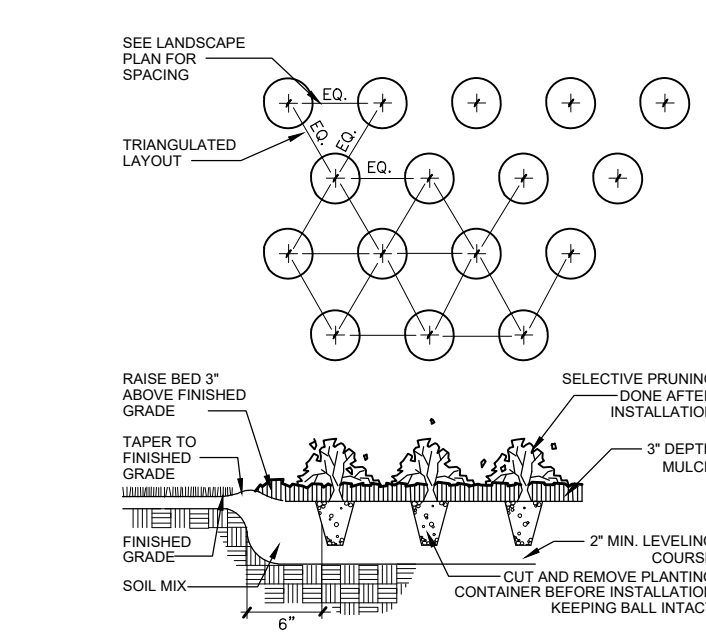 SEE LANDSCAPE
PLAN FOR
SPACING
EQ.
EQ.
EQ.
TRIANGULATED
LAYOUT
EQ.
RAISE BED 3"
ABOVE FINISHED
GRADE
SELECTIVE PRUNING
DONE AFTER
INSTALLATION
TAPER TO
FINISHED
GRADE
3" DEPTH
MULCH
FINISHED
GRADE
2" MIN. LEVELING
COURSE
SOIL MIX
CUT AND REMOVE PLANTING
CONTAINER BEFORE INSTALLATION
KEEPING BALL INTACT
6"